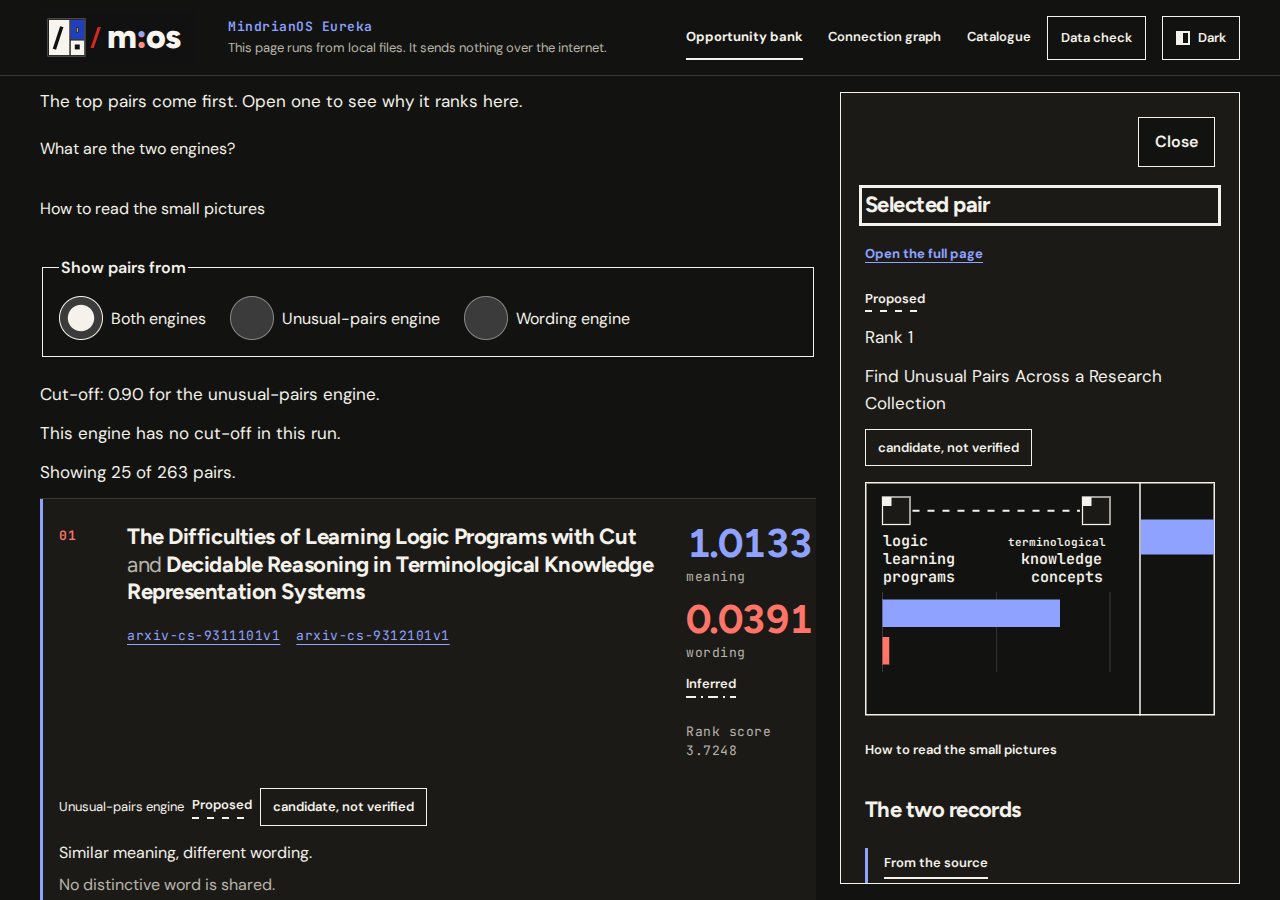 / m:os
MindrianOS Eureka
This page runs from local files. It sends nothing over the internet.
Opportunity bank
Connection graph
Catalogue
Data check
Dark
The top pairs come first. Open one to see why it ranks here.
What are the two engines?
How to read the small pictures
Show pairs from
Both engines
Unusual-pairs engine
Wording engine
Cut-off: 0.90 for the unusual-pairs engine.
This engine has no cut-off in this run.
Showing 25 of 263 pairs.
01
The Difficulties of Learning Logic Programs with Cut
and Decidable Reasoning in Terminological Knowledge
Representation Systems
arxiv-cs-9311101v1 arxiv-cs-9312101v1
1.0133
meaning
0.0391
wording
Inferred
Rank score
3.7248
Unusual-pairs engine Proposed candidate, not verified
Similar meaning, different wording.
No distinctive word is shared.
Close
Selected pair
Open the full page
Proposed
Rank 1
Find Unusual Pairs Across a Research
Collection
candidate, not verified
logic
learning
programs
terminological
knowledge
concepts
How to read the small pictures
The two records
From the source